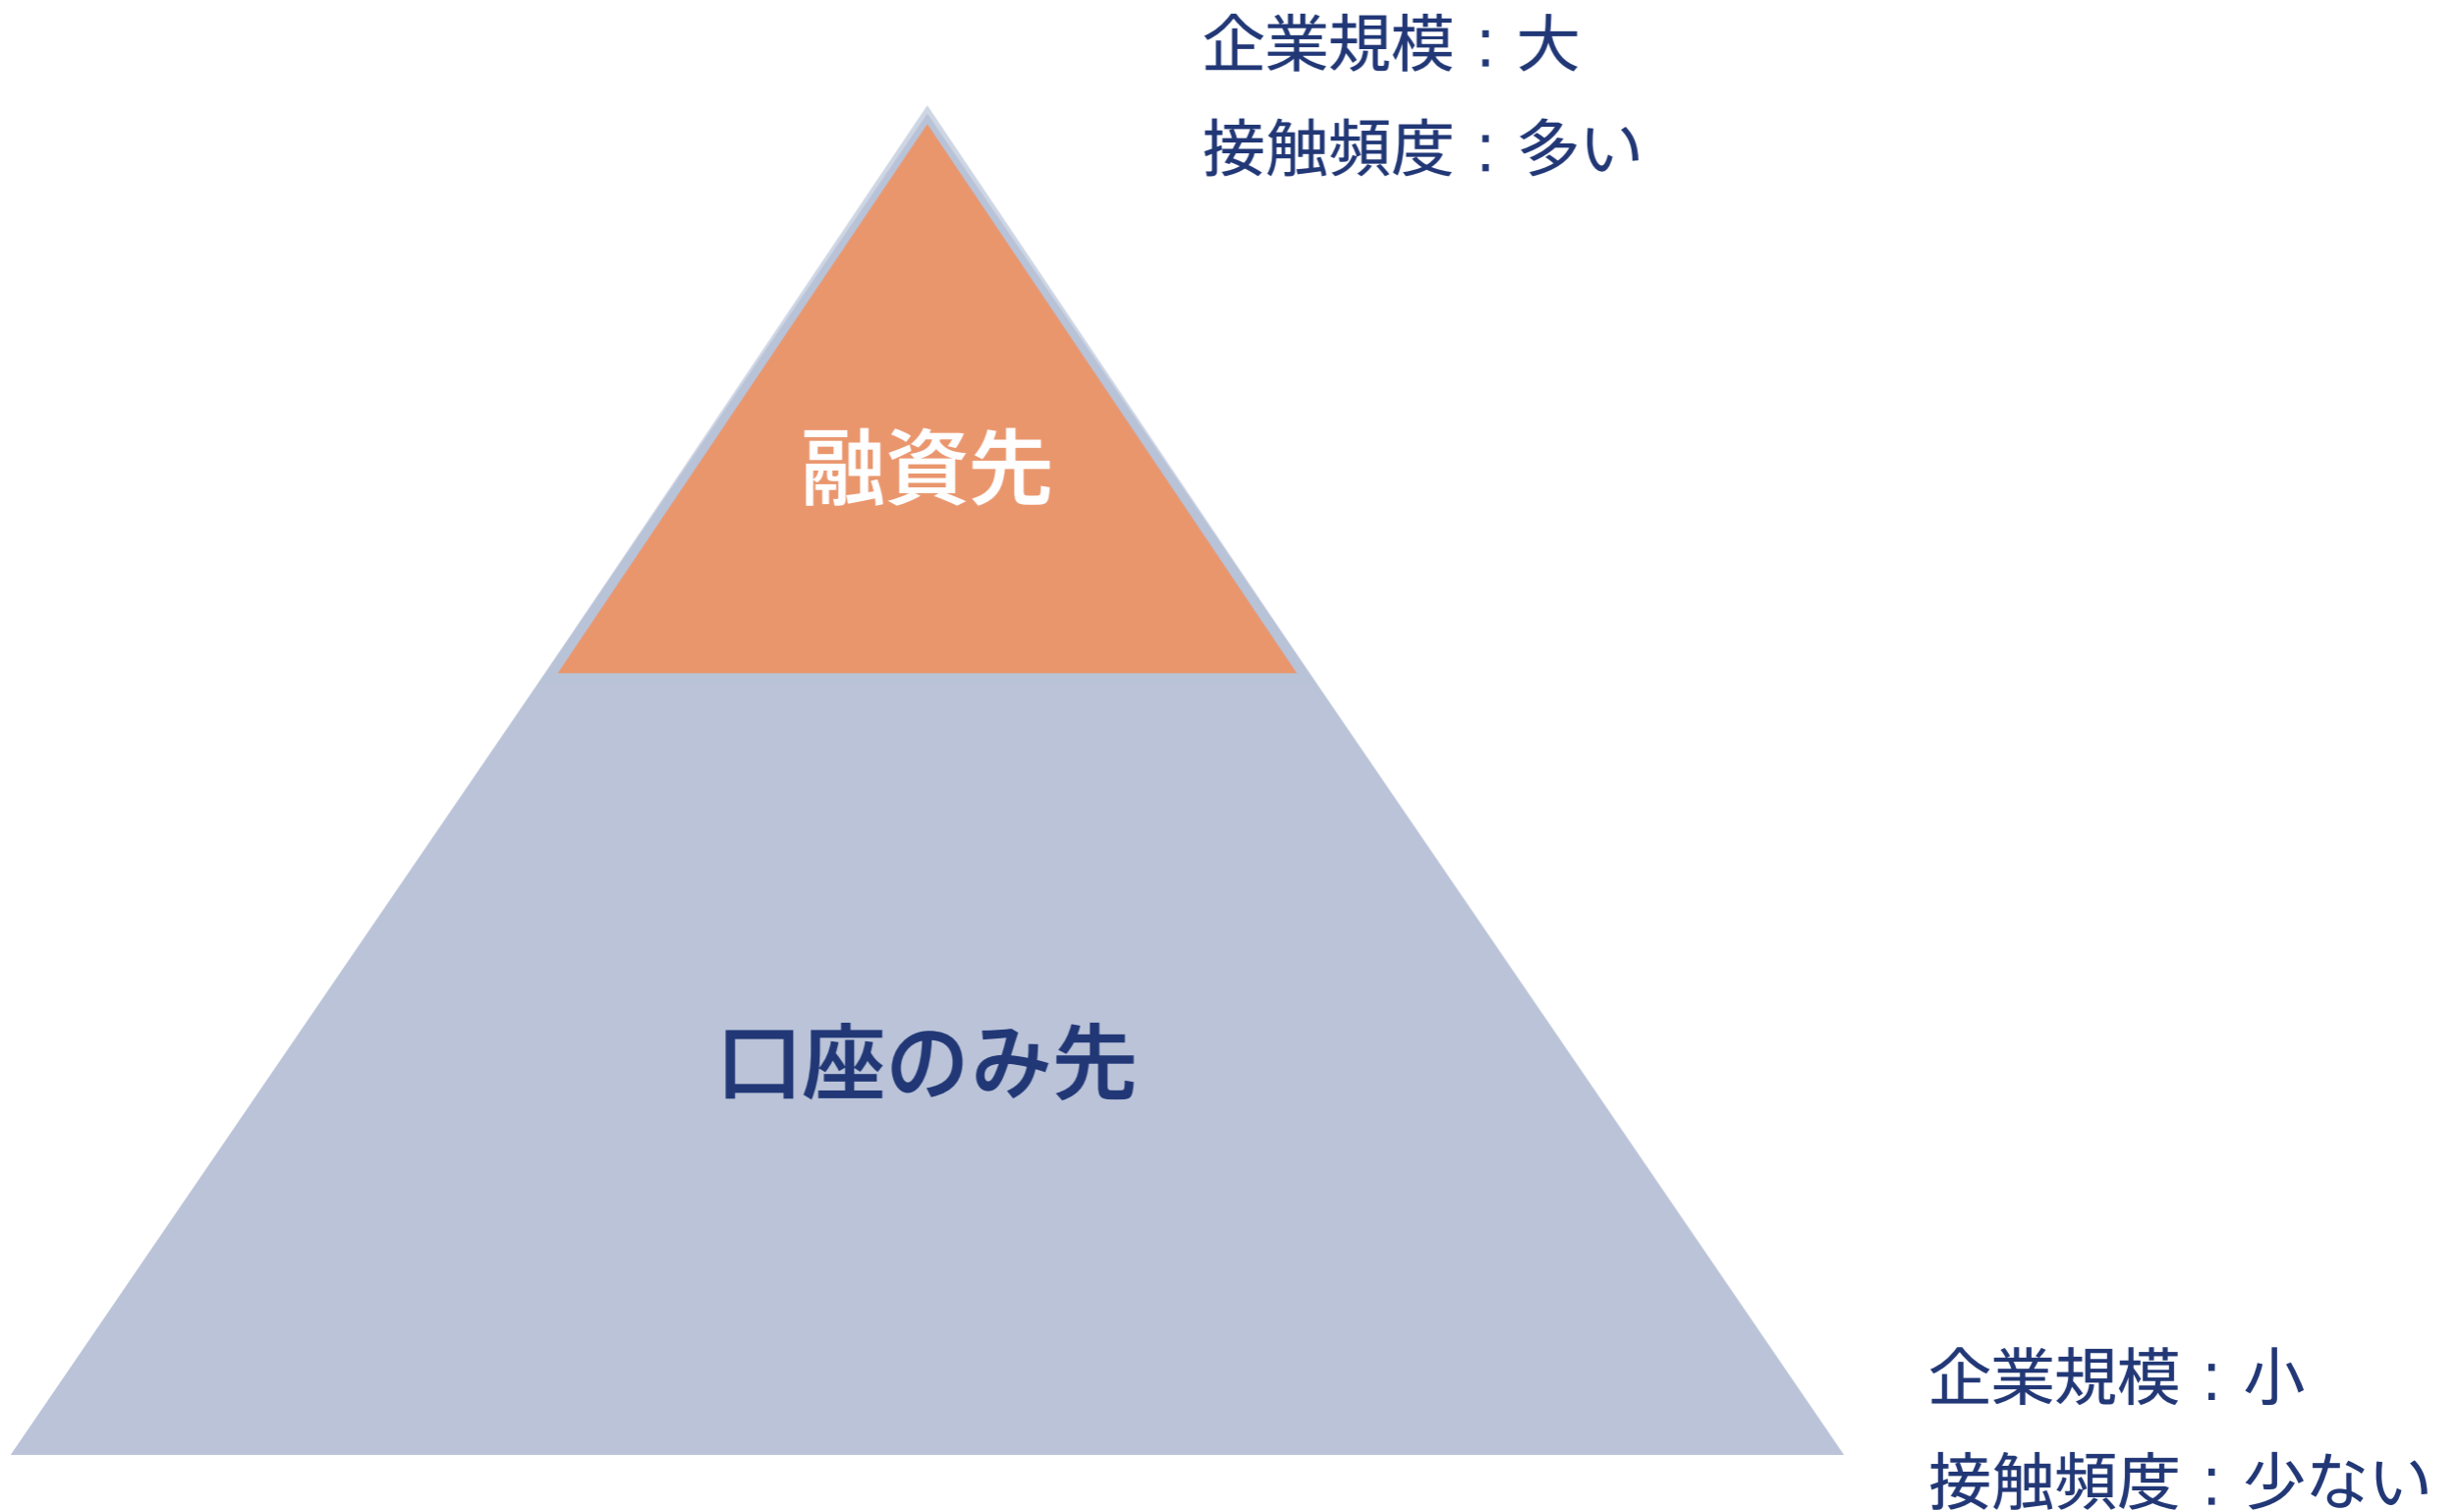 企業規模：大
接触頻度：多い
融資先
口座のみ先
企業規模：小
接触頻度：少ない